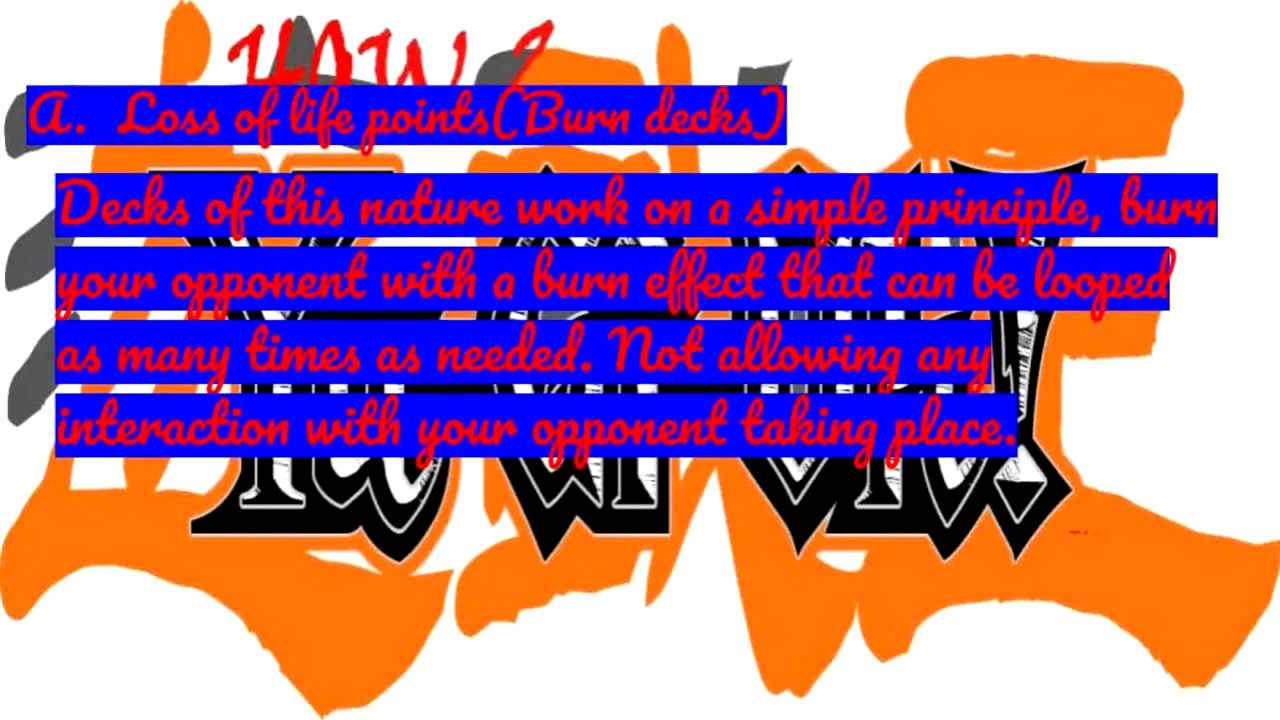 HOW?
A. Loss of life points(Burn decks)
Decks of this nature work on a simple principle, burn
your opponent with a burn effect that can be looped
as many times as needed. Not allowing any
interaction with your opponent taking place.